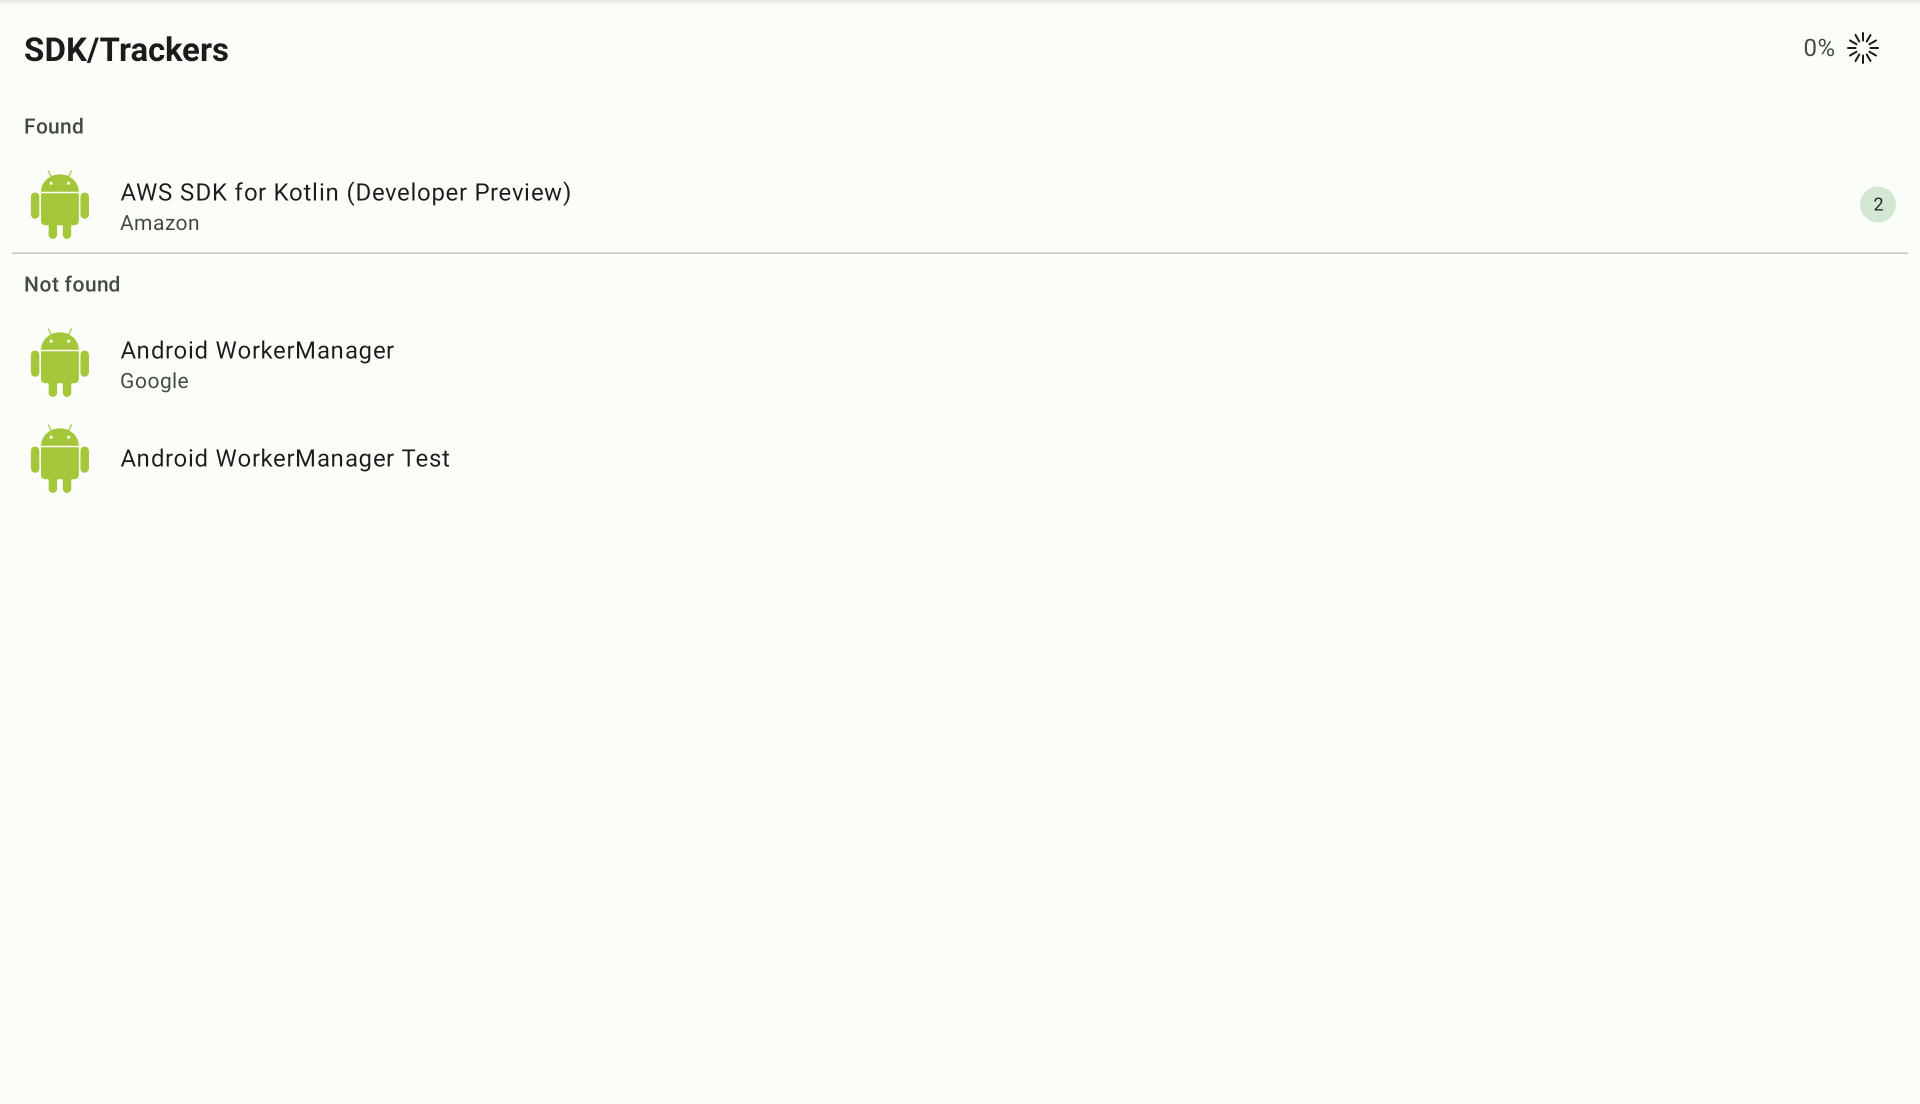 SDK/Trackers
0%
Found
AWS SDK for Kotlin (Developer Preview)
Amazon
2
Not found
Android WorkerManager
Google
Android WorkerManager Test